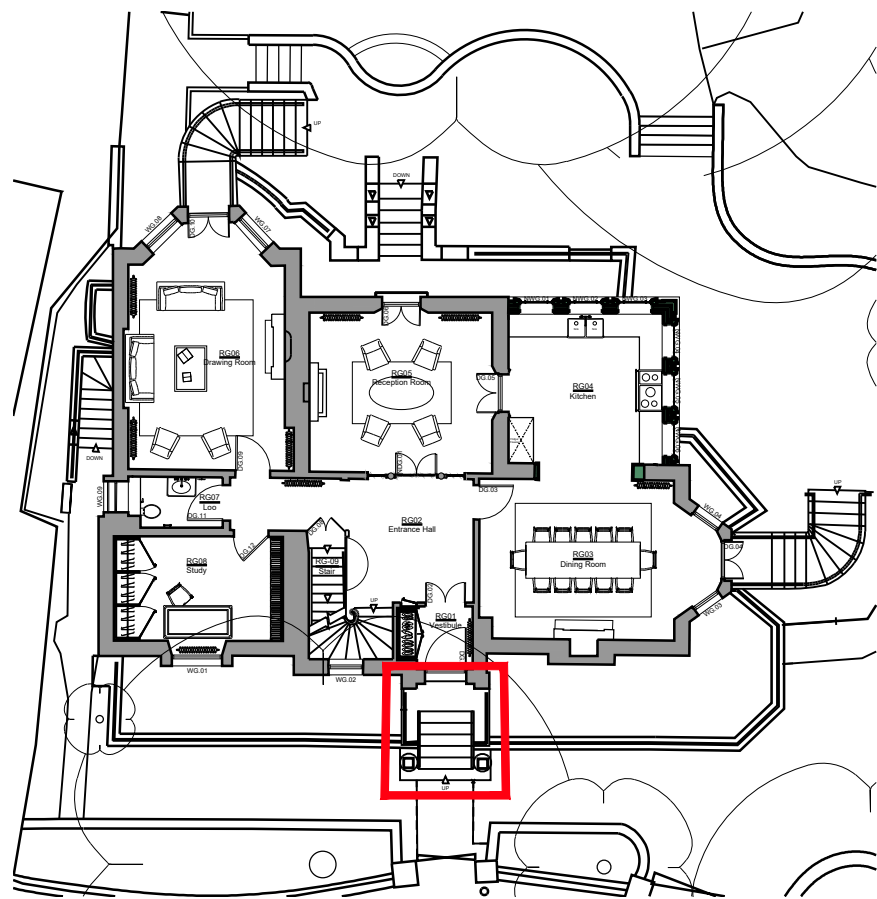 UP
DOWN
WG.08
DG.10
WG.07
DG.06
RG06
Drawing Room
RG05
Reception Room
DG.05
RG04
Kitchen
DOWN
DG.09
WG.09
RG07
Loo
DG.11
DG.03
RG02
Entrance Hall
WG.04
UP
DG.04
DG.12
RG08
Study
DG.08
RG-09
Stair
RG03
Dining Room
DG.02
UP
RG01
Vestibule
WG.03
WG.01
WG.02
UP